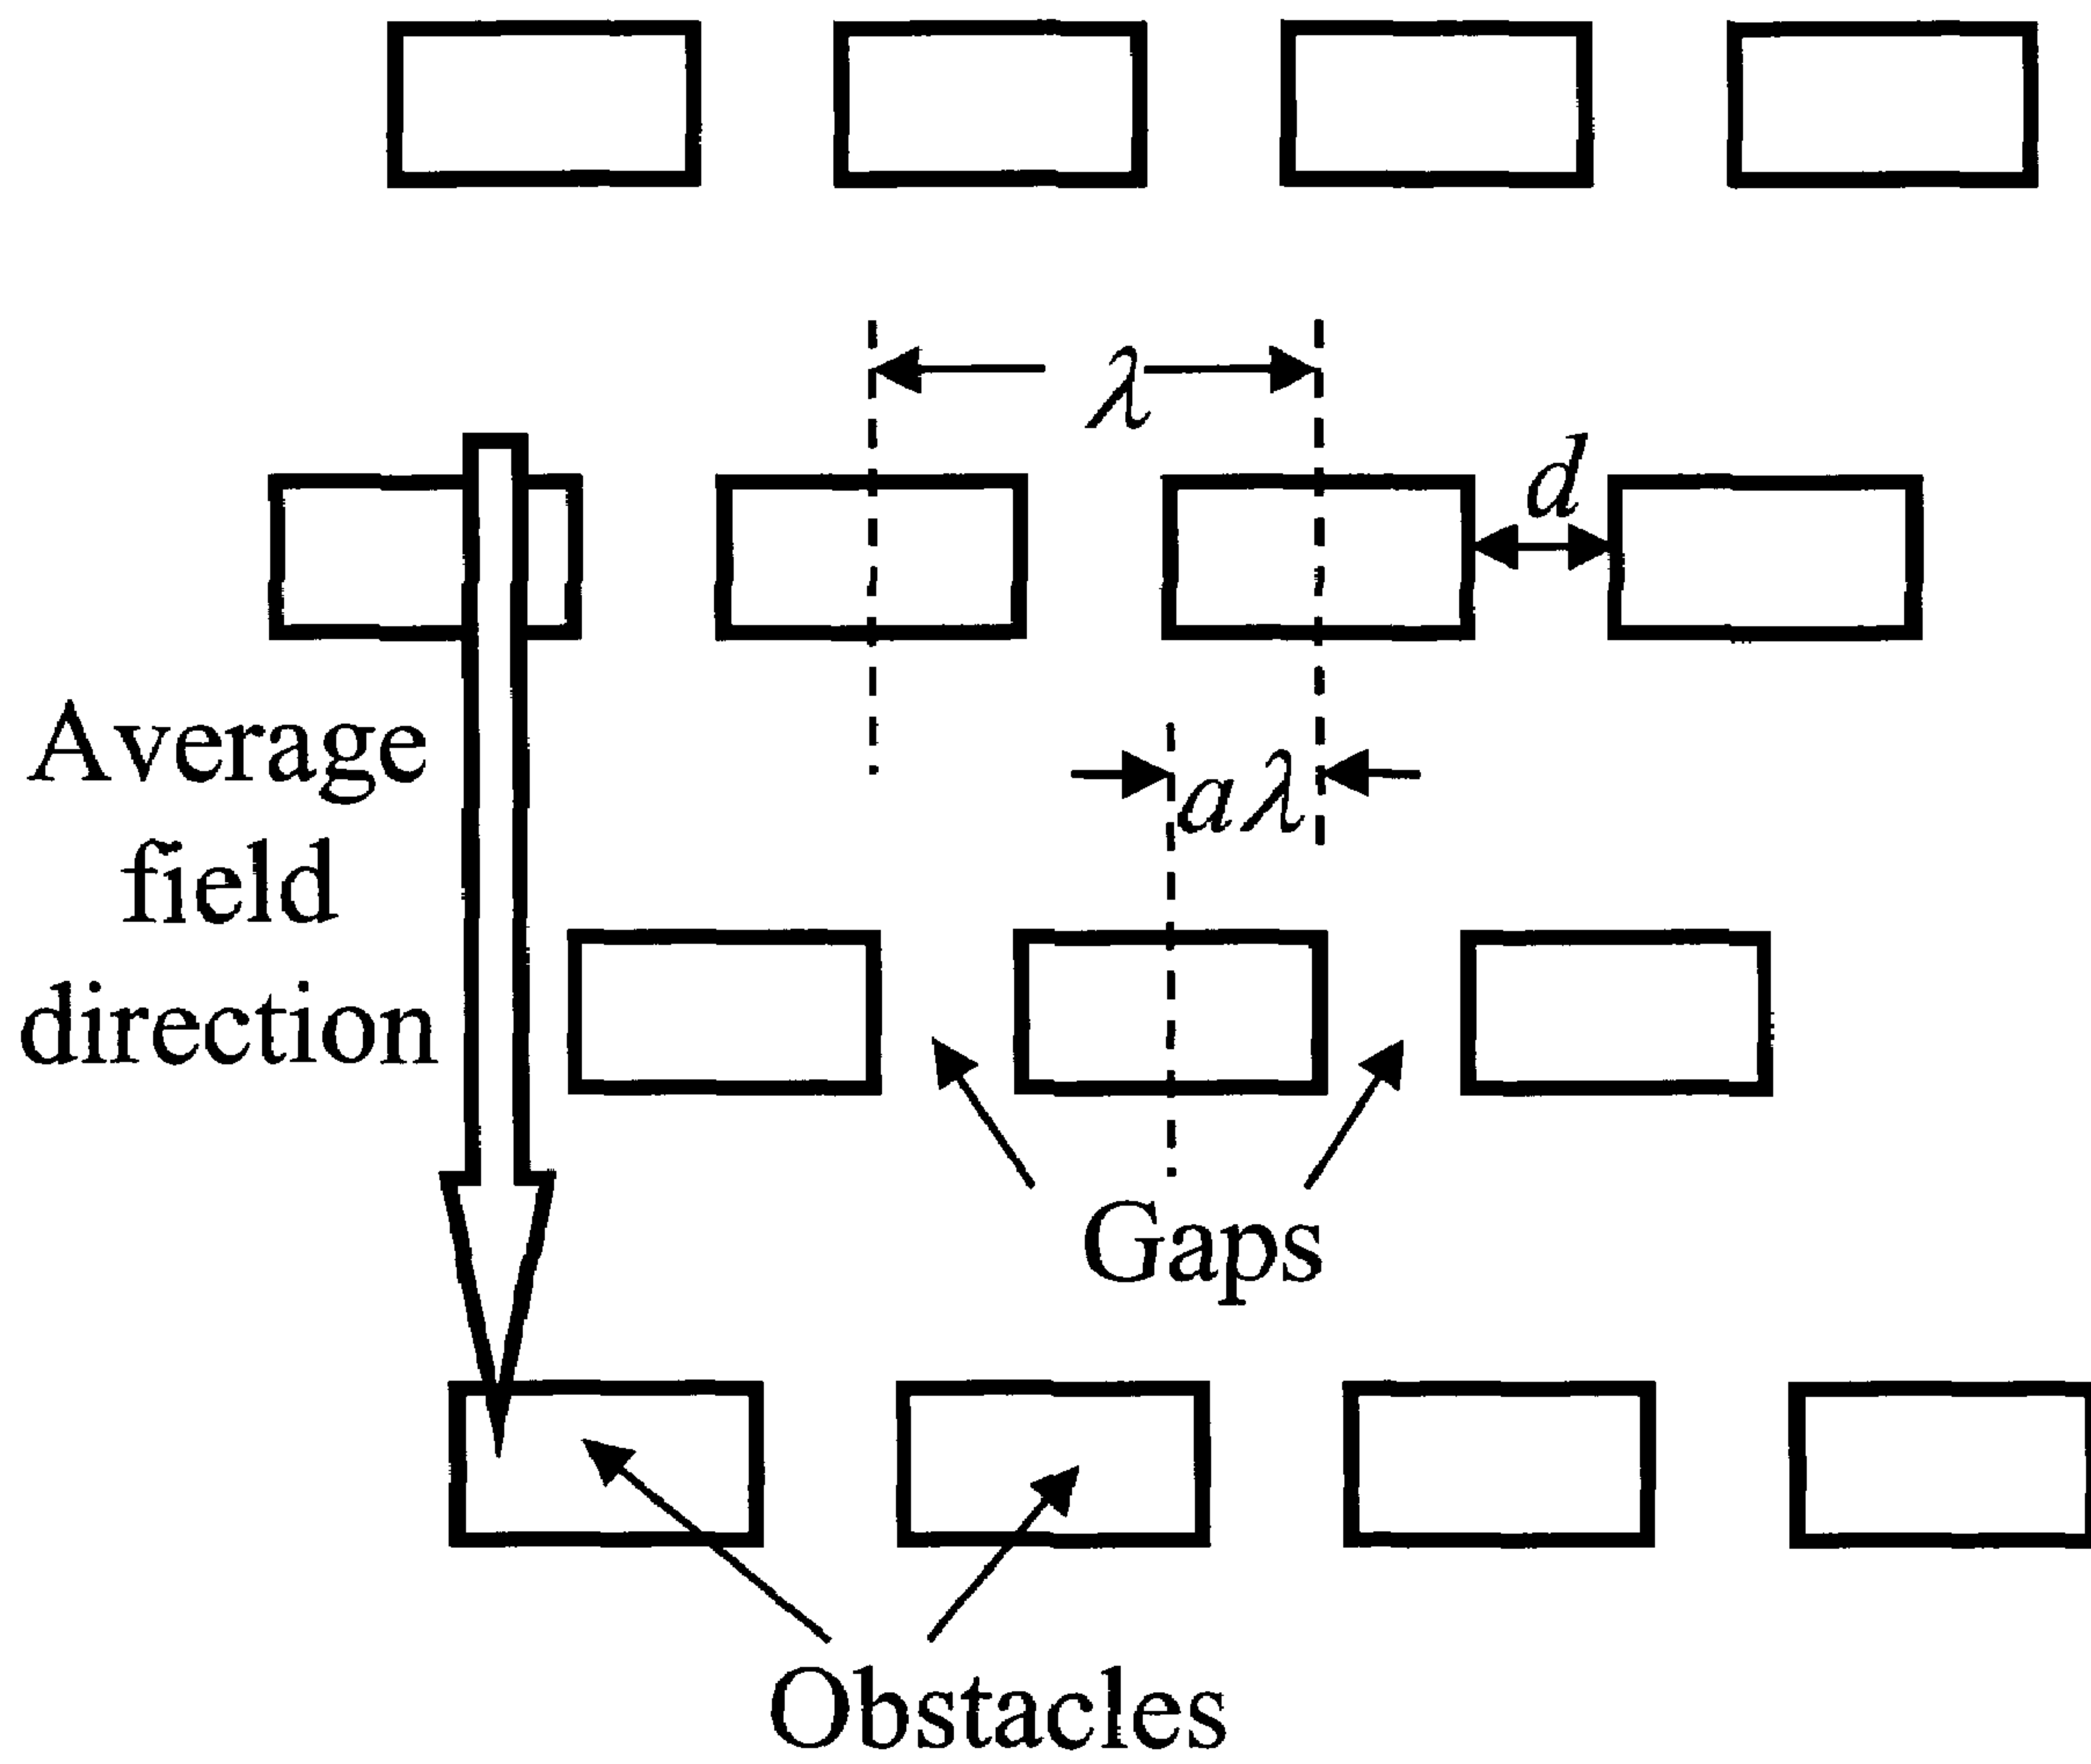 λ
d
aλ
Average
field
direction
Gaps
Obstacles